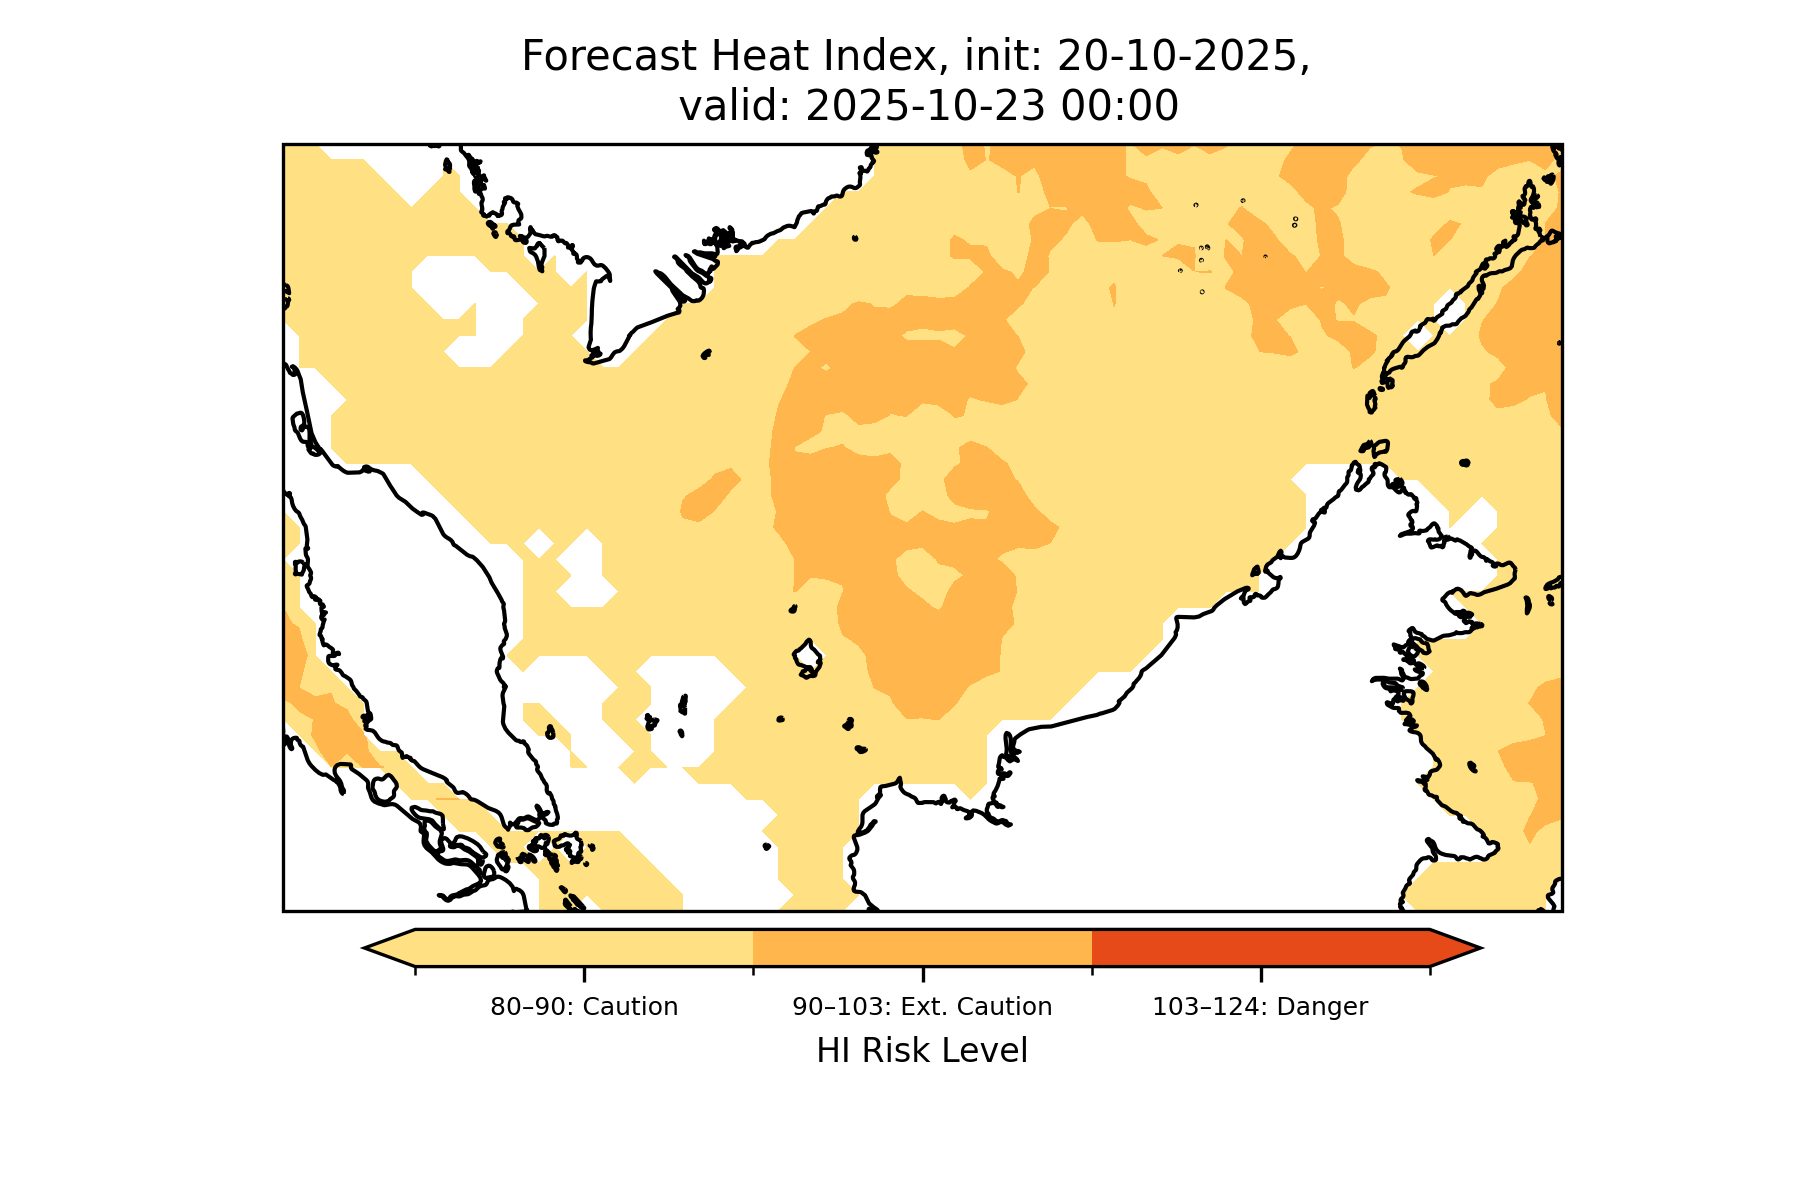 Forecast Heat Index, init: 20-10-2025,
valid: 2025-10-23 00:00
80–90: Caution
90–103: Ext. Caution
103–124: Danger
HI Risk Level